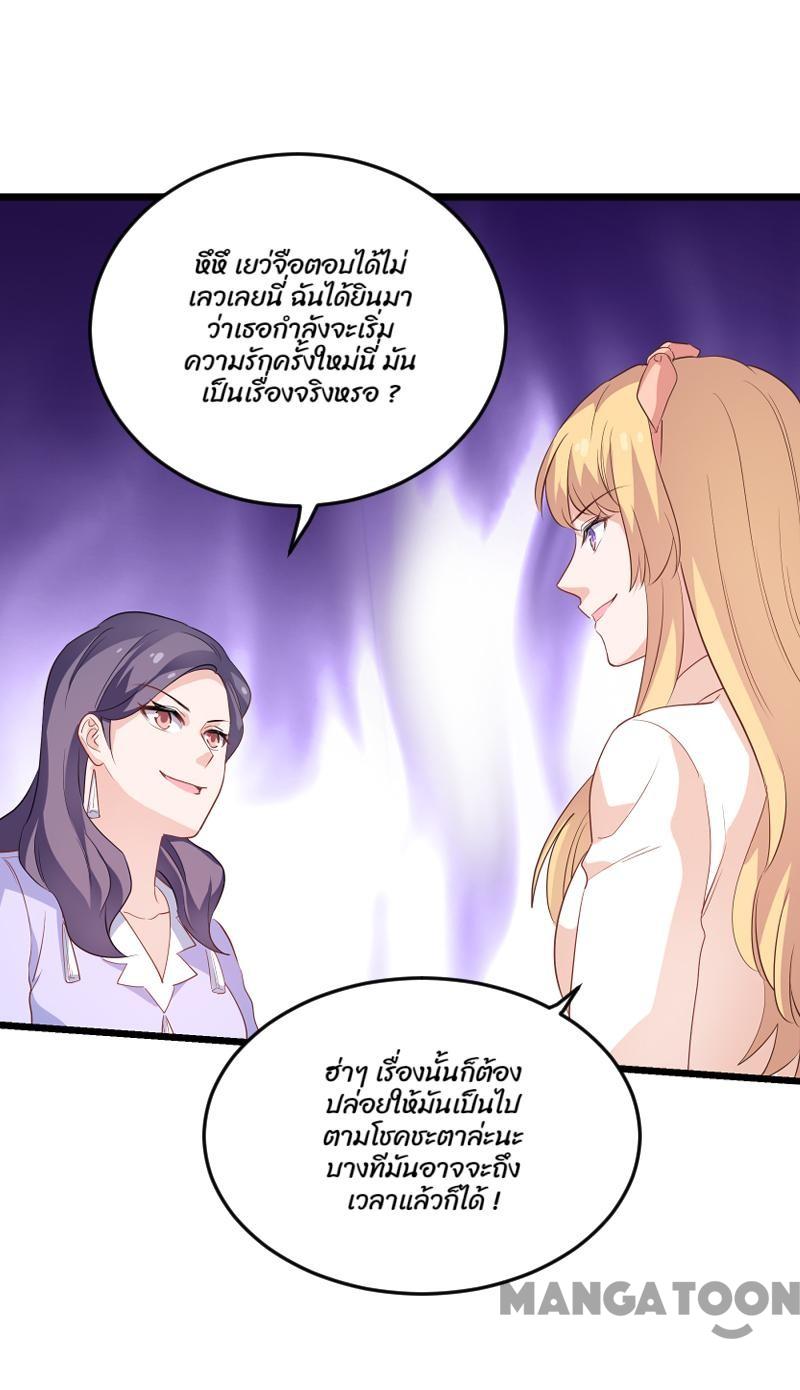 หึหึ เยว่จือตอบได้ไม่
เลวเลยนี่ ฉันได้ยินมา
ว่าเธอกำลังจะเริ่ม
ความรักครั้งใหม่นี่ มัน
เป็นเรื่องจริงหรอ ?
ฮ่าๆ เรื่องนั้นก็ต้อง
ปล่อยให้มันเป็นไป
ตามโชคชะตาล่ะนะ
บางทีมันอาจจะถึง
เวลาแล้วก็ได้ !
MANGATOON